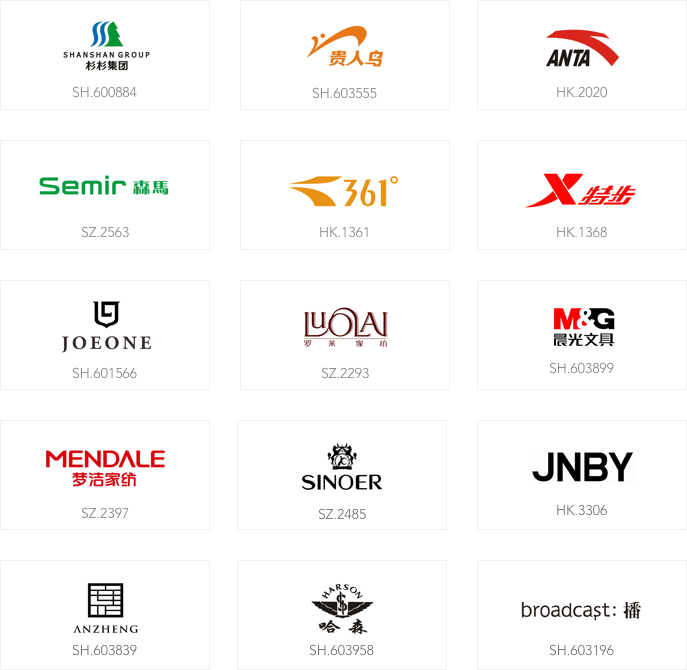 SHANSHAN GROUP
杉杉集团
SH.600884
贵人鸟
SH.603555
ANTA
HK.2020
Semir 森馬
SZ.2563
361°
HK.1361
X 特步
HK.1368
JOEONE
SH.601566
LUOLAI
罗莱家纺
SZ.2293
M&G
晨光文具
SH.603899
MENDALE
梦洁家纺
SZ.2397
SINOER
SZ.2485
JNBY
HK.3306
ANZHENG
SH.603839
HARSON
哈森
SH.603958
broadcast: 播
SH.603196